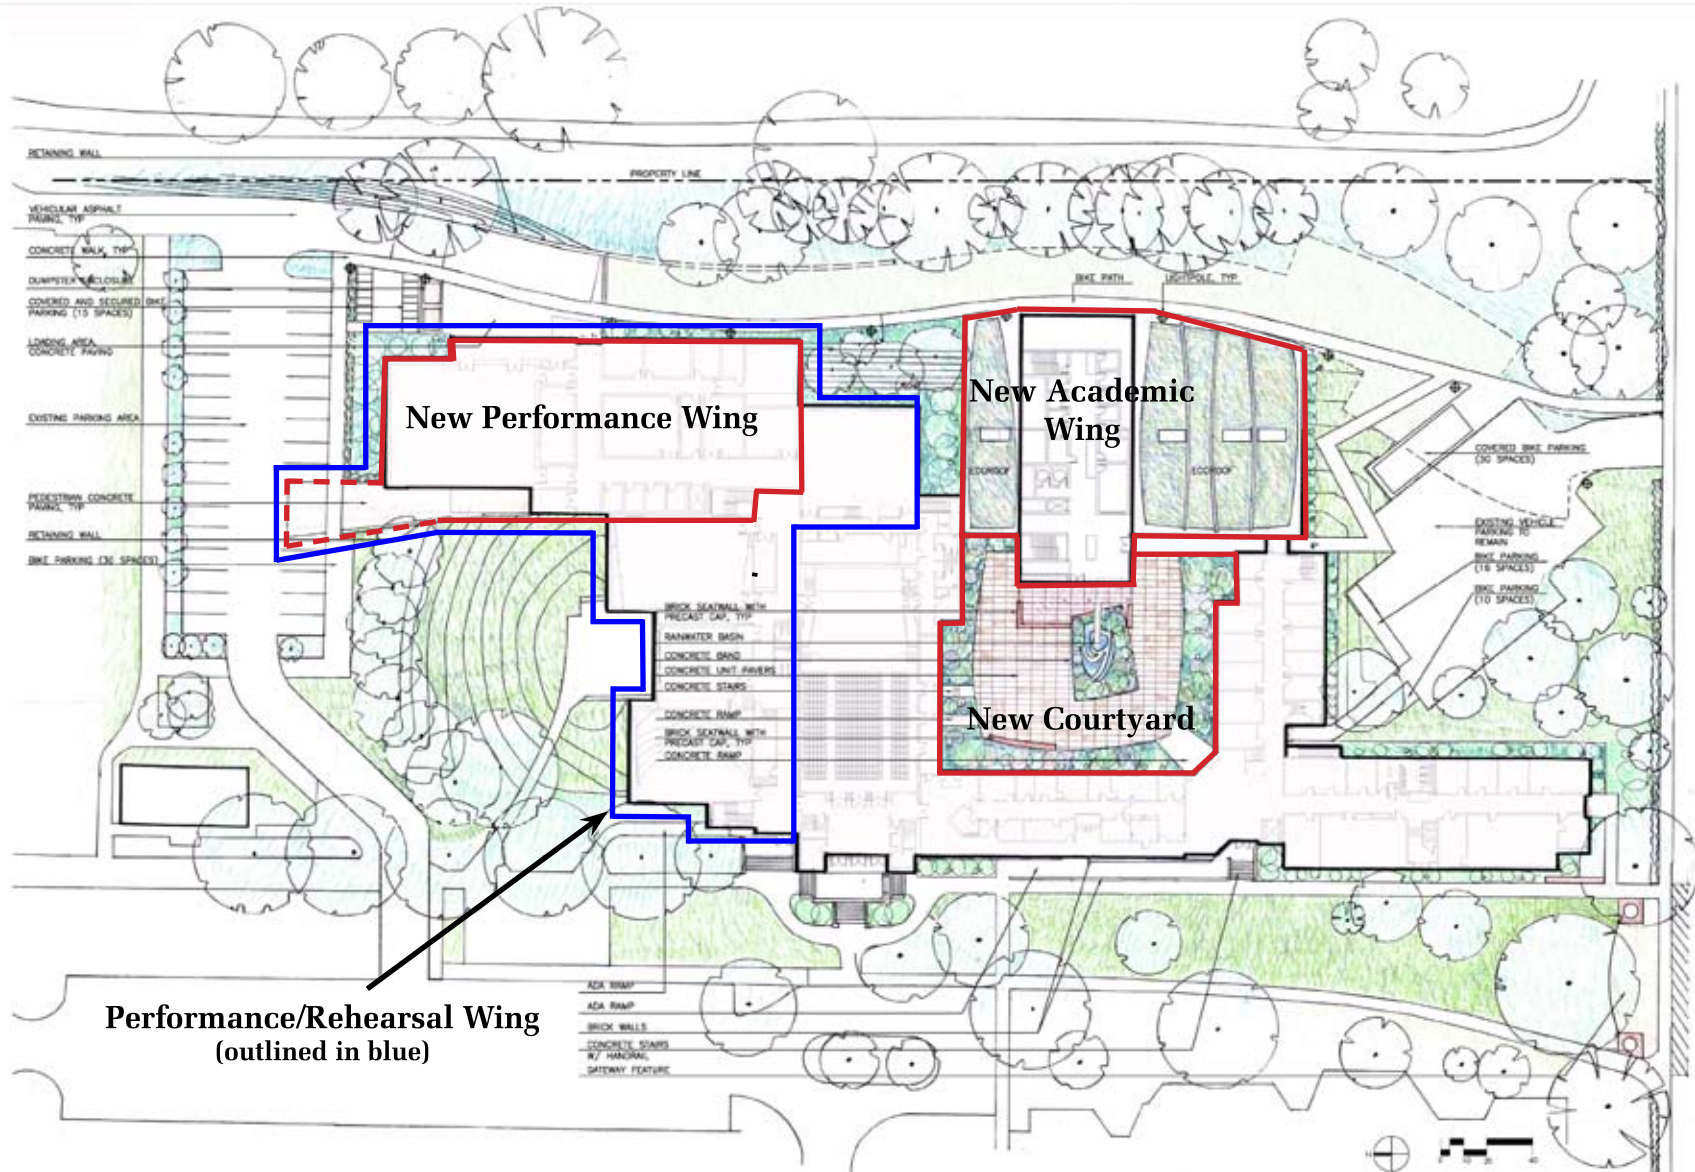 RETAINING WALL
PROPERTY LINE
VEHICULAR ASPHALT
PAVING, TYP
CONCRETE WALK, TYP
DUMPSTER ENCLOSURE
COVERED AND SECURED BIKE
PARKING (15 SPACES)
LOADING AREA,
CONCRETE PAVING
EXISTING PARKING AREA
PEDESTRIAN CONCRETE
PAVING, TYP
RETAINING WALL
BIKE PARKING (30 SPACES)
BIKE PATH
LIGHTPOLE, TYP
New Performance Wing
New Academic
Wing
ECOROOF
ECOROOF
COVERED BIKE PARKING
(30 SPACES)
EXISTING VEHICLE
PARKING TO
REMAIN
BIKE PARKING
(16 SPACES)
BIKE PARKING
(10 SPACES)
BRICK SEATWALL WITH
PRECAST CAP, TYP
RAINWATER BASIN
CONCRETE BAND
CONCRETE UNIT PAVERS
CONCRETE STAIRS
CONCRETE RAMP
BRICK SEATWALL WITH
PRECAST CAP, TYP
CONCRETE RAMP
New Courtyard
Performance/Rehearsal Wing
(outlined in blue)
ADA RAMP
ADA RAMP
BRICK WALLS
CONCRETE STAIRS
W/ HANDRAIL
GATEWAY FEATURE
N